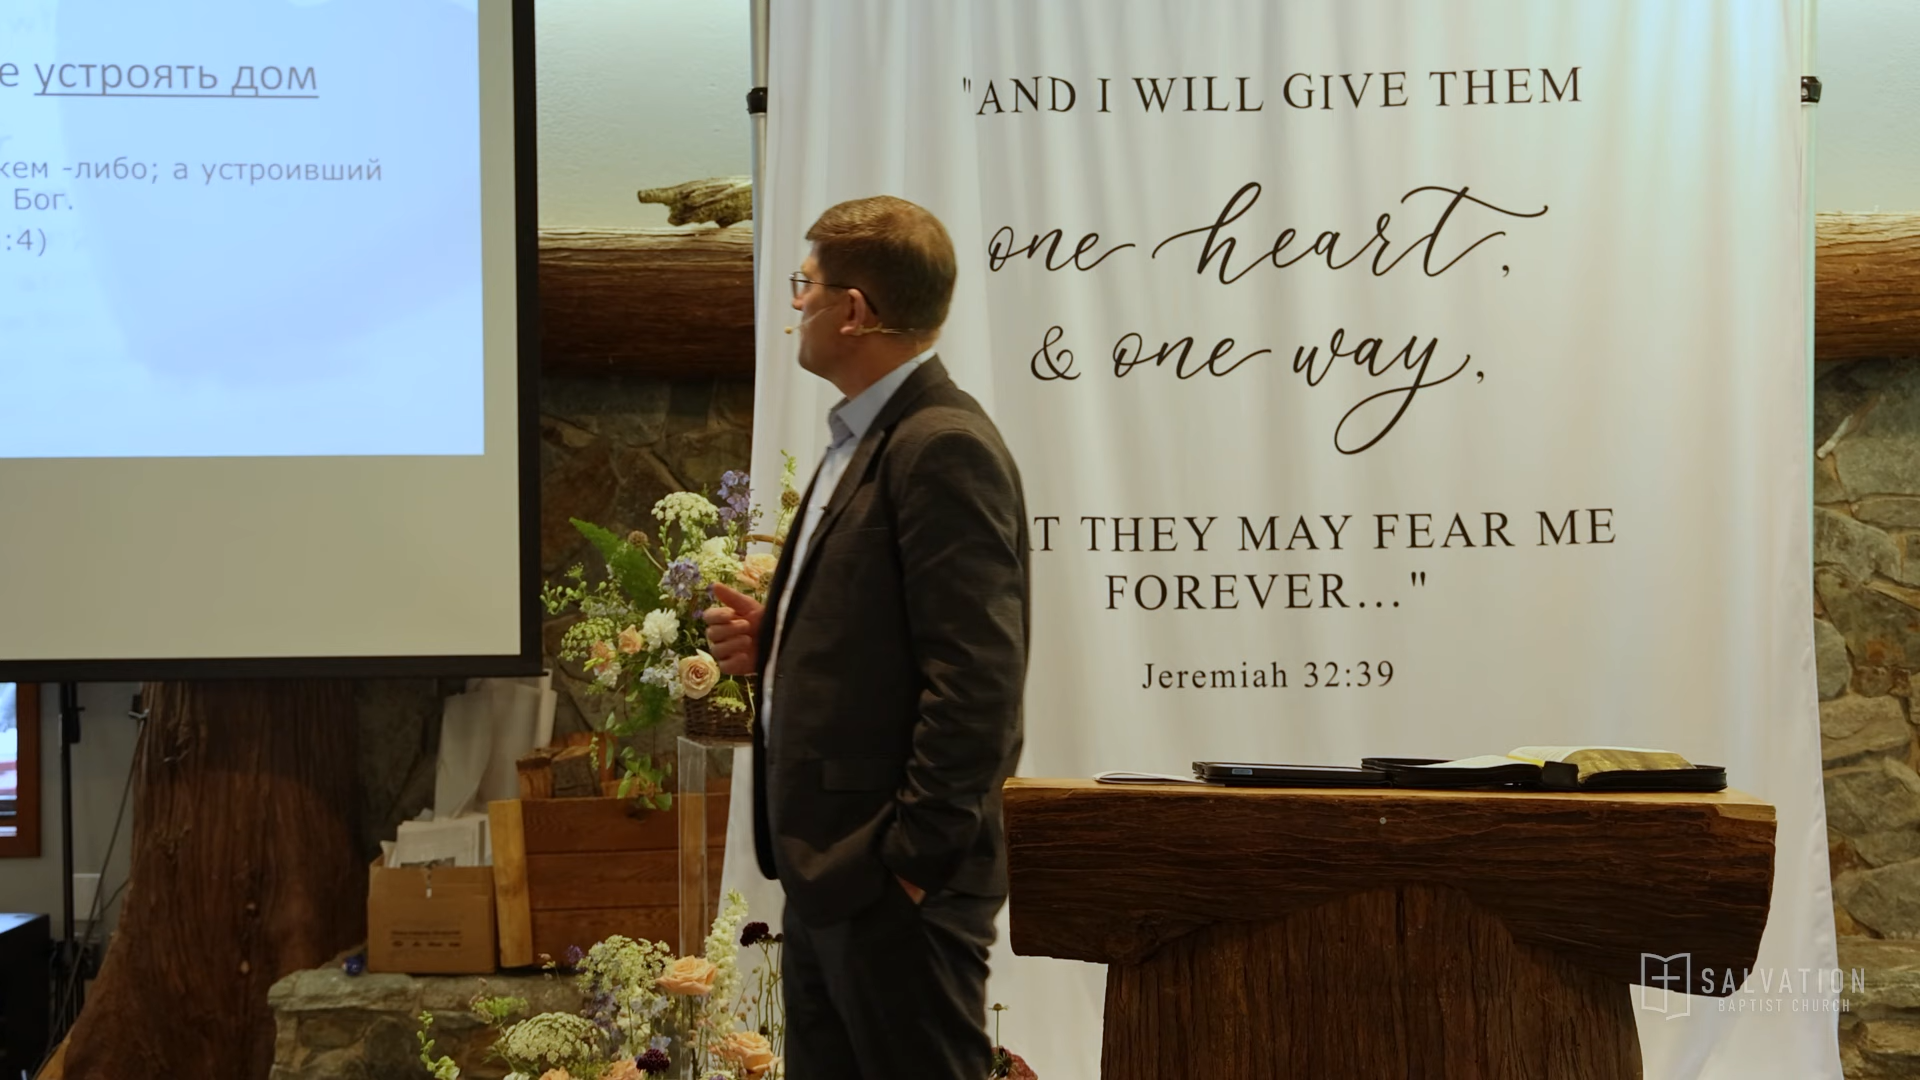 е устроять дом
кем -либо; а устроивший
Бог.
:4)
"AND I WILL GIVE THEM
one heart,
& one way,
T THEY MAY FEAR ME
FOREVER..."
Jeremiah 32:39
SALVATION
BAPTIST CHURCH